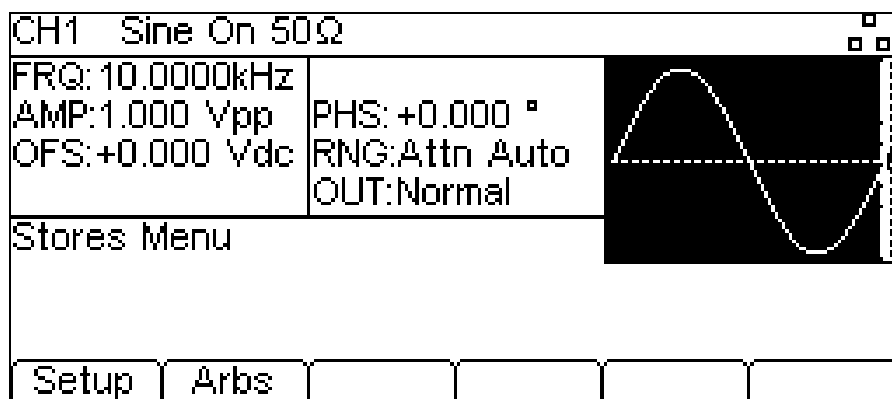 CH1 Sine On 50Ω
FRQ:10.0000kHz
AMP:1.000 Vpp
OFS:+0.000 Vdc
PHS:+0.000 °
RNG:Attn Auto
OUT:Normal
Stores Menu
Setup
Arbs